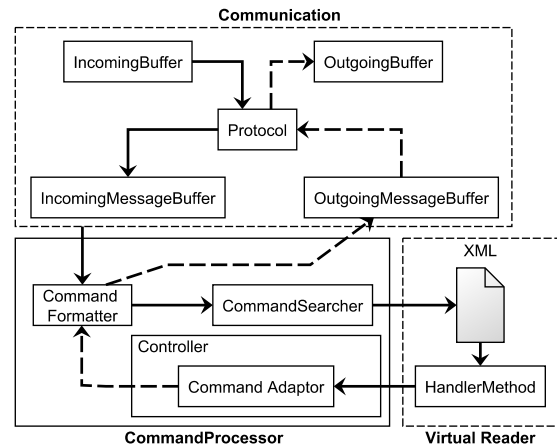 Communication
IncomingBuffer
OutgoingBuffer
Protocol
IncomingMessageBuffer
OutgoingMessageBuffer
XML
Command
Formatter
CommandSearcher
Controller
Command Adaptor
HandlerMethod
CommandProcessor
Virtual Reader